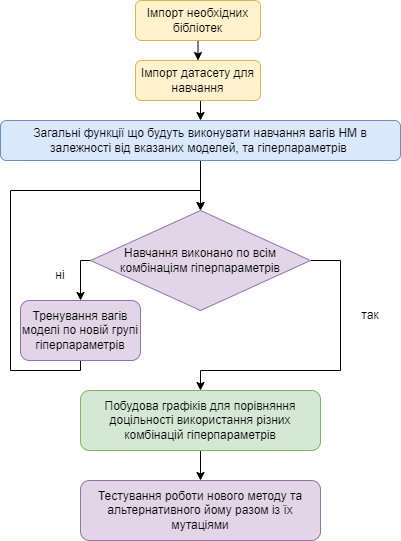 Імпорт необхідних
бібліотек
Імпорт датасету для
навчання
Загальні функції що будуть виконувати навчання вагів НМ в
залежності від вказаних моделей, та гіперпараметрів
Навчання виконано по всім
комбінаціям гіперпараметрів
ні
так
Тренування вагів
моделі по новій групі
гіперпараметрів
Побудова графіків для порівняння
доцільності використання різних
комбінацій гіперпараметрів
Тестування роботи нового методу та
альтернативного йому разом із їх
мутаціями